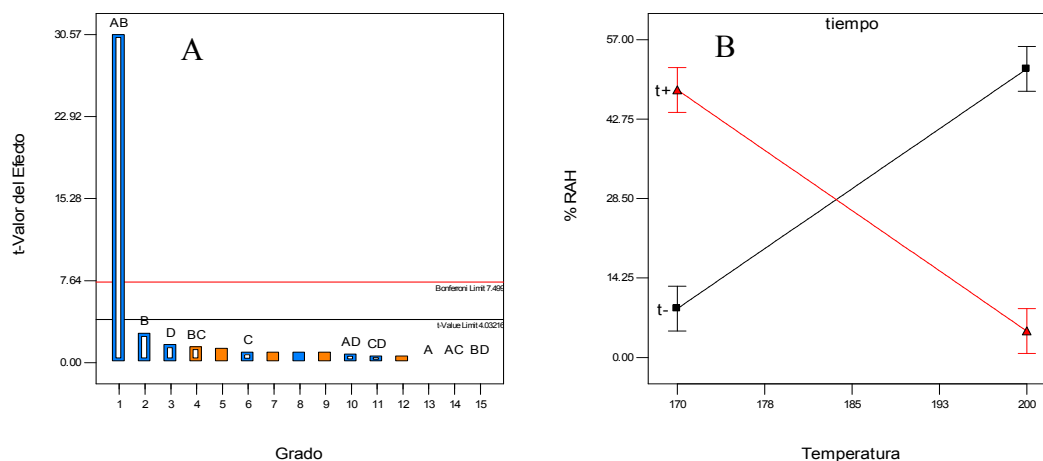 A
t-Valor del Efecto
30.57
22.92
15.28
7.64
0.00
AB
B
D
BC
C
AD
CD
A
AC
BD
Bonferroni Limit 7.499
t-Value Limit 4.03216
1 2 3 4 5 6 7 8 9 10 11 12 13 14 15
Grado
B
tiempo
% RAH
57.00
42.75
28.50
14.25
0.00
t+
t-
170 178 185 193 200
Temperatura